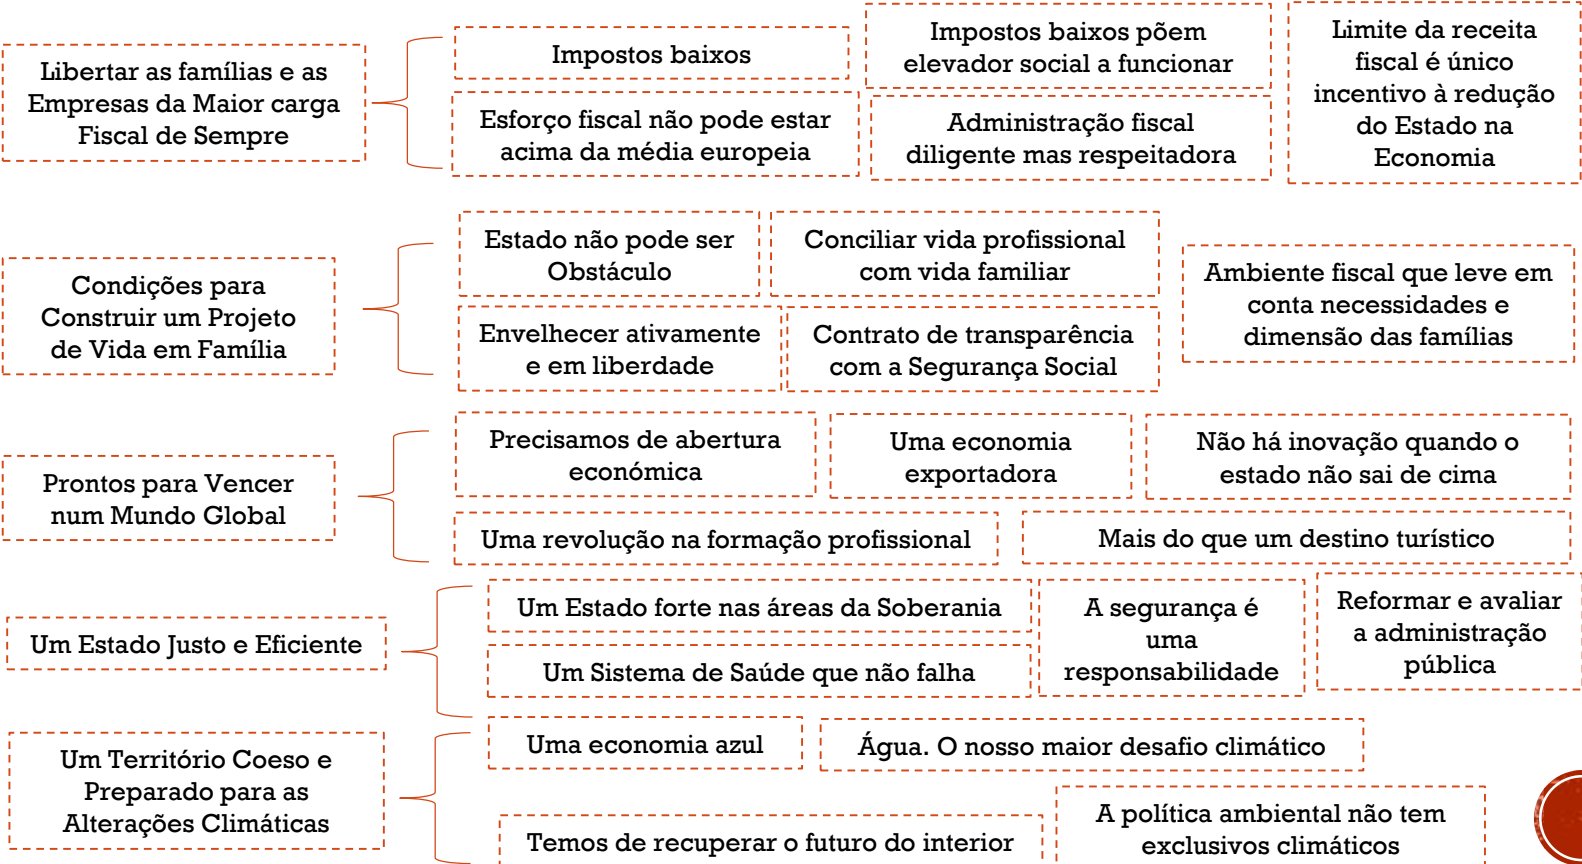 Libertar as famílias e as
Empresas da Maior carga
Fiscal de Sempre
Impostos baixos
Esforço fiscal não pode estar
acima da média europeia
Impostos baixos põem
elevador social a funcionar
Administração fiscal
diligente mas respeitadora
Limite da receita
fiscal é único
incentivo à redução
do Estado na
Economia
Condições para
Construir um Projeto
de Vida em Família
Estado não pode ser
Obstáculo
Conciliar vida profissional
com vida familiar
Envelhecer ativamente
e em liberdade
Contrato de transparência
com a Segurança Social
Ambiente fiscal que leve em
conta necessidades e
dimensão das famílias
Prontos para Vencer
num Mundo Global
Precisamos de abertura
económica
Uma economia
exportadora
Não há inovação quando o
estado não sai de cima
Uma revolução na formação profissional
Mais do que um destino turístico
Um Estado Justo e Eficiente
Um Estado forte nas áreas da Soberania
Um Sistema de Saúde que não falha
A segurança é
uma
responsabilidade
Reformar e avaliar
a administração
pública
Um Território Coeso e
Preparado para as
Alterações Climáticas
Uma economia azul
Água. O nosso maior desafio climático
Temos de recuperar o futuro do interior
A política ambiental não tem
exclusivos climáticos